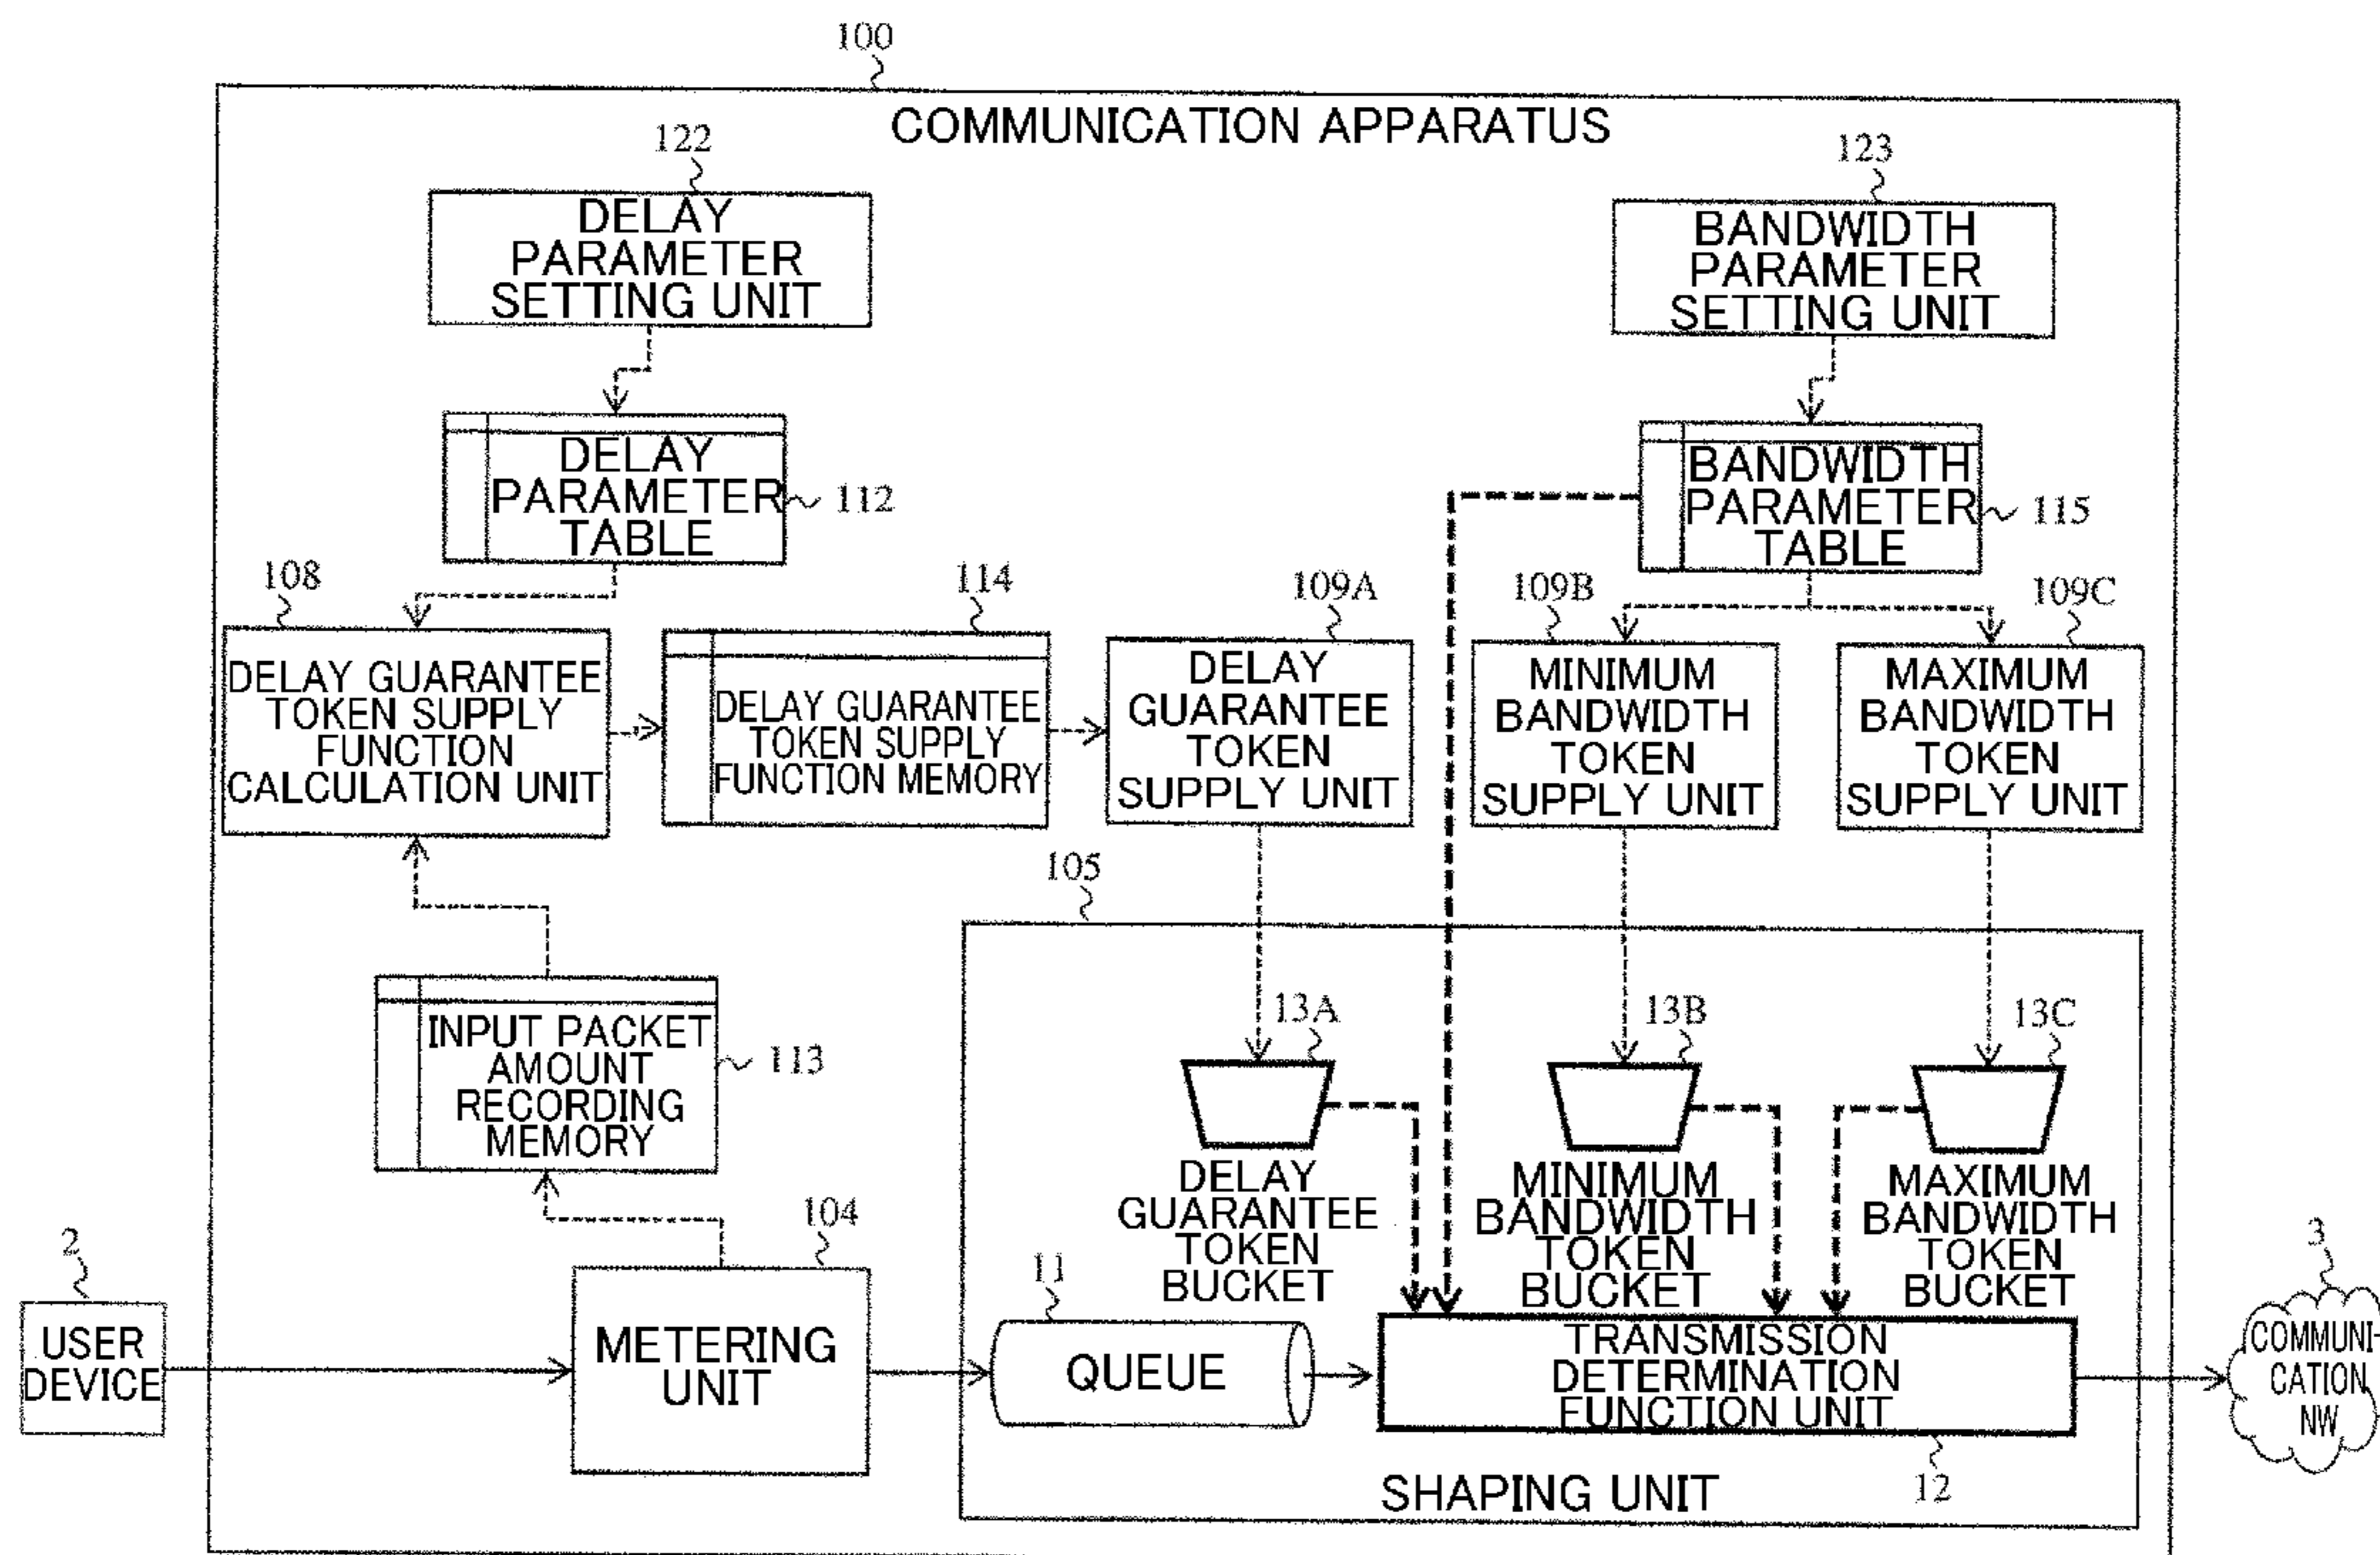 100
COMMUNICATION APPARATUS
122
DELAY
PARAMETER
SETTING UNIT
123
BANDWIDTH
PARAMETER
SETTING UNIT
DELAY
PARAMETER
TABLE
112
BANDWIDTH
PARAMETER
TABLE
115
108
DELAY GUARANTEE
TOKEN SUPPLY
FUNCTION
CALCULATION UNIT
114
DELAY GUARANTEE
TOKEN SUPPLY
FUNCTION MEMORY
109A
DELAY
GUARANTEE
TOKEN
SUPPLY UNIT
109B
MINIMUM
BANDWIDTH
TOKEN
SUPPLY UNIT
109C
MAXIMUM
BANDWIDTH
TOKEN
SUPPLY UNIT
INPUT PACKET
AMOUNT
RECORDING
MEMORY
113
105
13A
DELAY
GUARANTEE
TOKEN
BUCKET
13B
MINIMUM
BANDWIDTH
TOKEN
BUCKET
13C
MAXIMUM
BANDWIDTH
TOKEN
BUCKET
2
USER
DEVICE
104
METERING
UNIT
11
QUEUE
TRANSMISSION
DETERMINATION
FUNCTION UNIT
12
SHAPING UNIT
3
COMMUNI-
CATION
NW